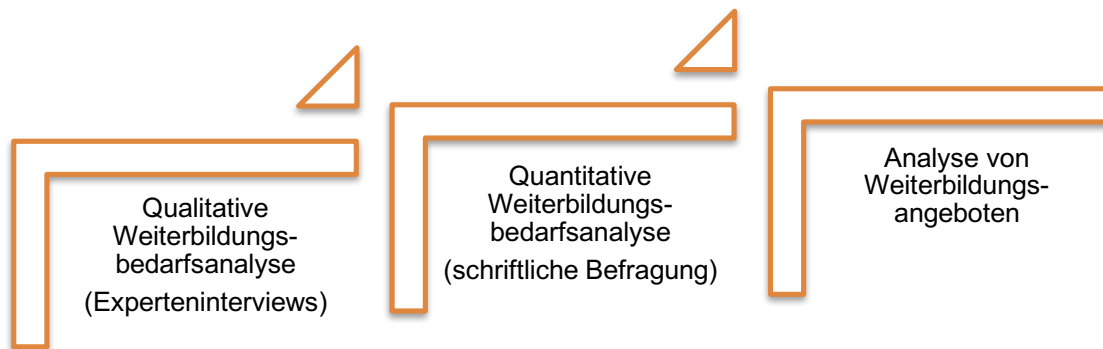 Qualitative
Weiterbildungs-
bedarfsanalyse
(Experteninterviews)
Quantitative
Weiterbildungs-
bedarfsanalyse
(schriftliche Befragung)
Analyse von
Weiterbildungs-
angeboten